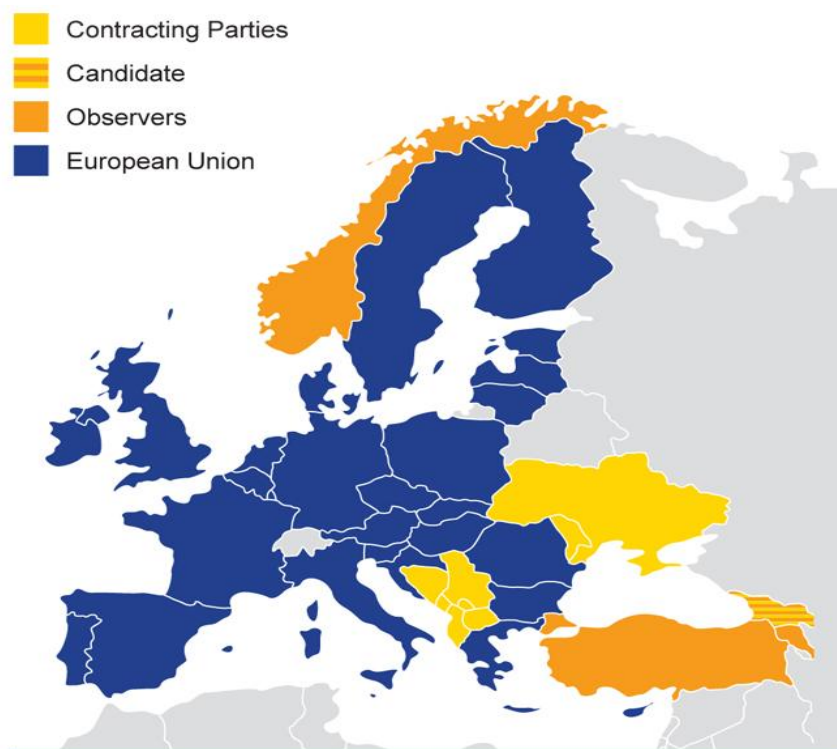 Contracting Parties
Candidate
Observers
European Union